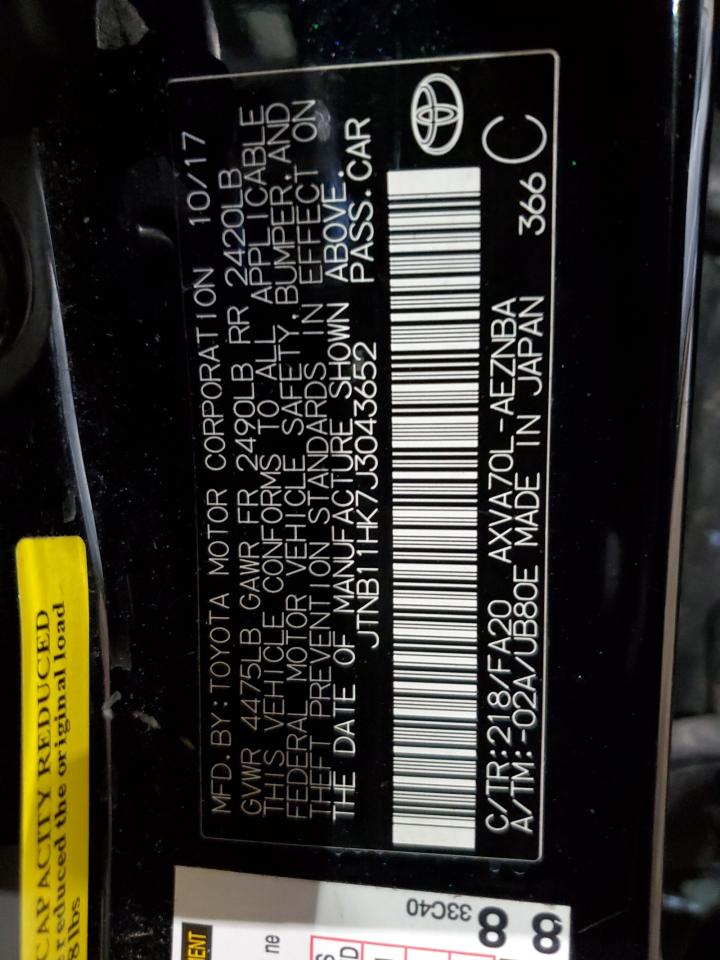 MFD.BY:TOYOTA MOTOR CORPORATION 10/17
GVWR 4475LB GAWR FR 2490LB RR 2420LB
THIS VEHICLE CONFORMS TO ALL APPLICABLE
FEDERAL MOTOR VEHICLE SAFETY,BUMPER,AND
THEFT PREVENTION STANDARDS IN EFFECT ON
THE DATE OF MANUFACTURE SHOWN ABOVE.
JTNB11HK7J3043652 PASS.CAR
C/TR:218/FA20 AXVA70L-AEZNBA
A/TM:-02A/UB80E MADE IN JAPAN 366
C
CAPACITY REDUCED
reduced the original load
lbs
33C40
8
8
MENT
ne